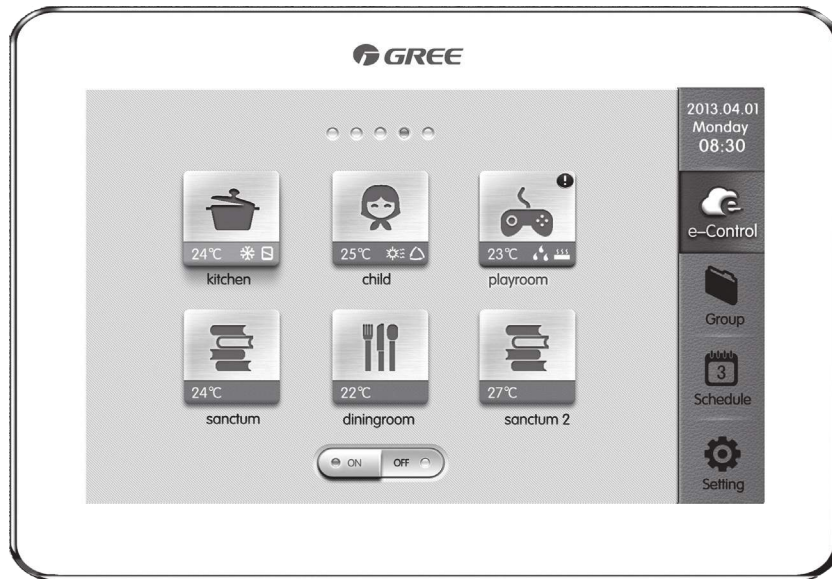 GREE
2013.04.01
Monday
08:30
24℃
kitchen
25℃
child
23℃
playroom
e-Control
Group
24℃
sanctum
22℃
diningroom
27℃
sanctum 2
3
Schedule
ON
OFF
Setting